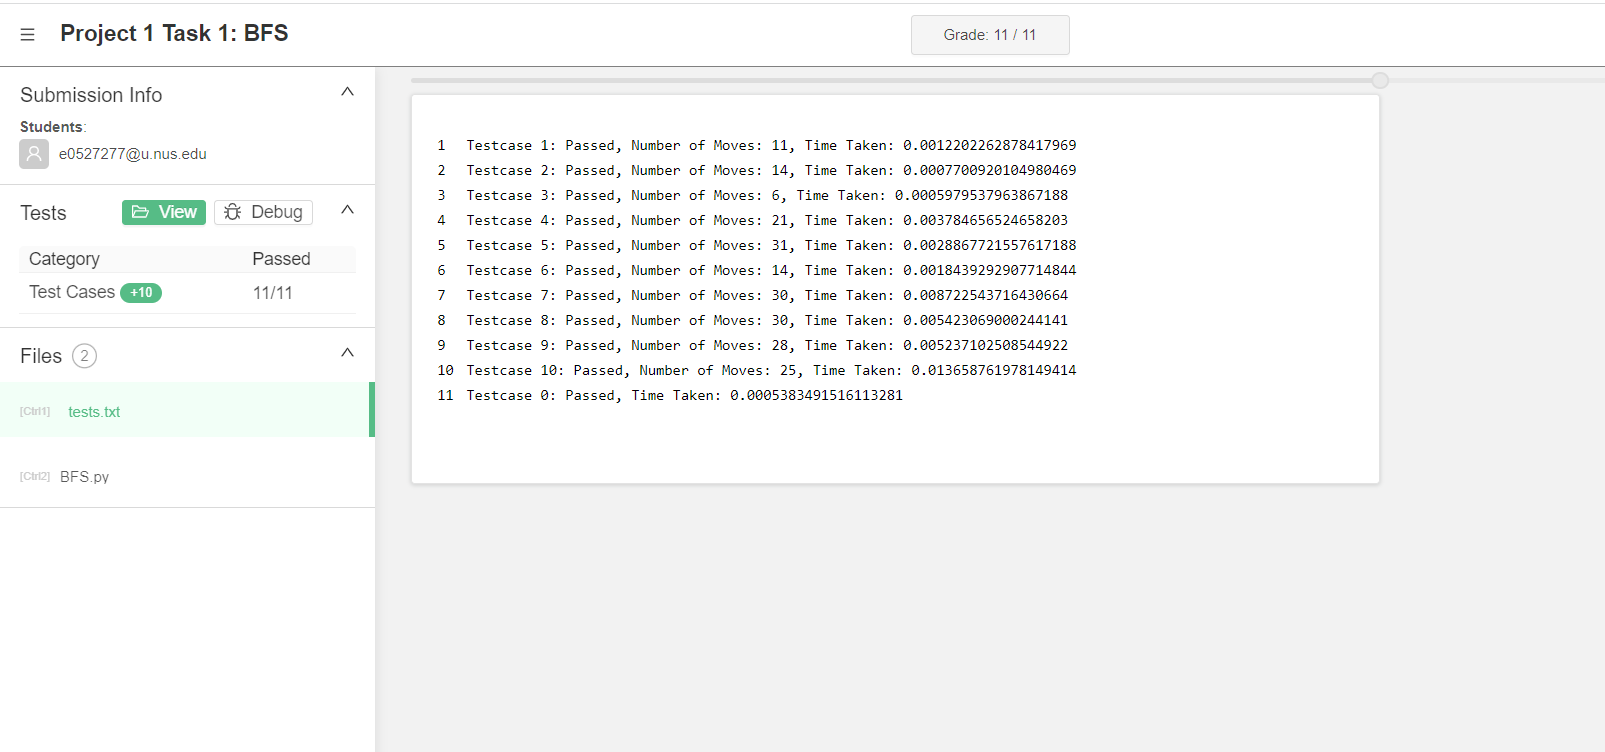 Project 1 Task 1: BFS
Grade: 11 / 11
Submission Info
Students:
e0527277@u.nus.edu
Tests
View
Debug
Category Passed
Test Cases +10 11/11
Files 2
[Ctrl1] tests.txt
[Ctrl2] BFS.py
1 Testcase 1: Passed, Number of Moves: 11, Time Taken: 0.0012202262878417969
2 Testcase 2: Passed, Number of Moves: 14, Time Taken: 0.0007700920104980469
3 Testcase 3: Passed, Number of Moves: 6, Time Taken: 0.0005979537963867188
4 Testcase 4: Passed, Number of Moves: 21, Time Taken: 0.003784656524658203
5 Testcase 5: Passed, Number of Moves: 31, Time Taken: 0.0028867721557617188
6 Testcase 6: Passed, Number of Moves: 14, Time Taken: 0.0018439292907714844
7 Testcase 7: Passed, Number of Moves: 30, Time Taken: 0.008722543716430664
8 Testcase 8: Passed, Number of Moves: 30, Time Taken: 0.005423069000244141
9 Testcase 9: Passed, Number of Moves: 28, Time Taken: 0.005237102508544922
10 Testcase 10: Passed, Number of Moves: 25, Time Taken: 0.013658761978149414
11 Testcase 0: Passed, Time Taken: 0.0005383491516113281